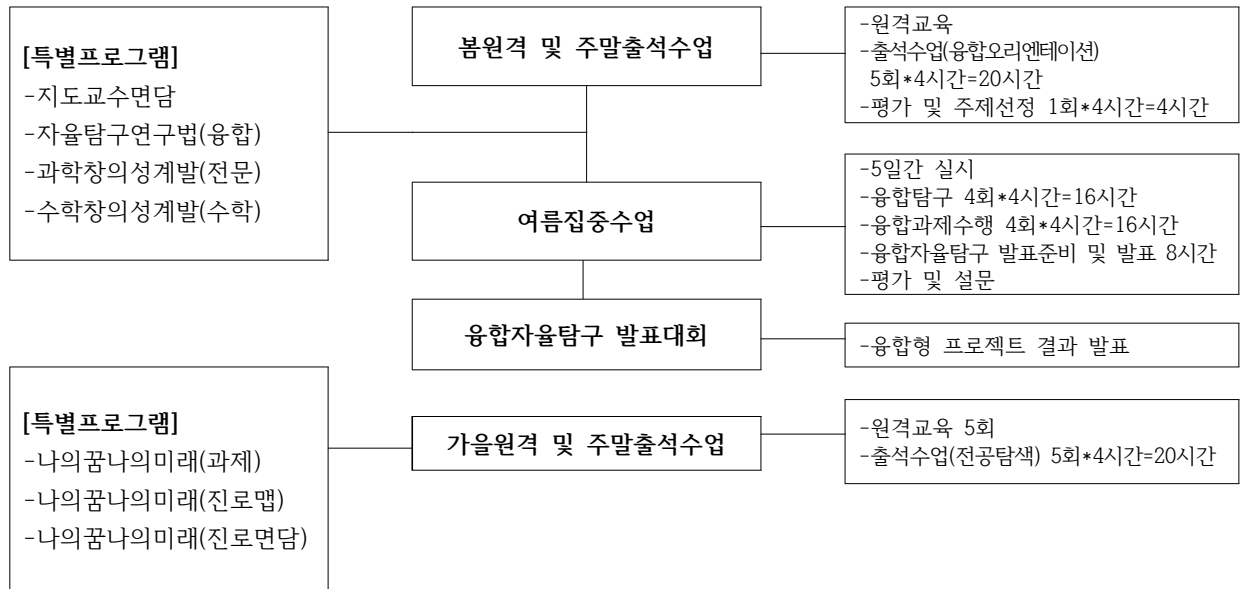 [특별프로그램]
-지도교수면담
-자율탐구연구법(융합)
-과학창의성계발(전문)
-수학창의성계발(수학)
봄원격 및 주말출석수업
-원격교육
-출석수업(융합오리엔테이션)
5회*4시간=20시간
-평가 및 주제선정 1회*4시간=4시간
여름집중수업
-5일간 실시
-융합탐구 4회*4시간=16시간
-융합과제수행 4회*4시간=16시간
-융합자율탐구 발표준비 및 발표 8시간
-평가 및 설문
융합자율탐구 발표대회
-융합형 프로젝트 결과 발표
[특별프로그램]
-나의꿈나의미래(과제)
-나의꿈나의미래(진로맵)
-나의꿈나의미래(진로면담)
가을원격 및 주말출석수업
-원격교육 5회
-출석수업(전공탐색) 5회*4시간=20시간